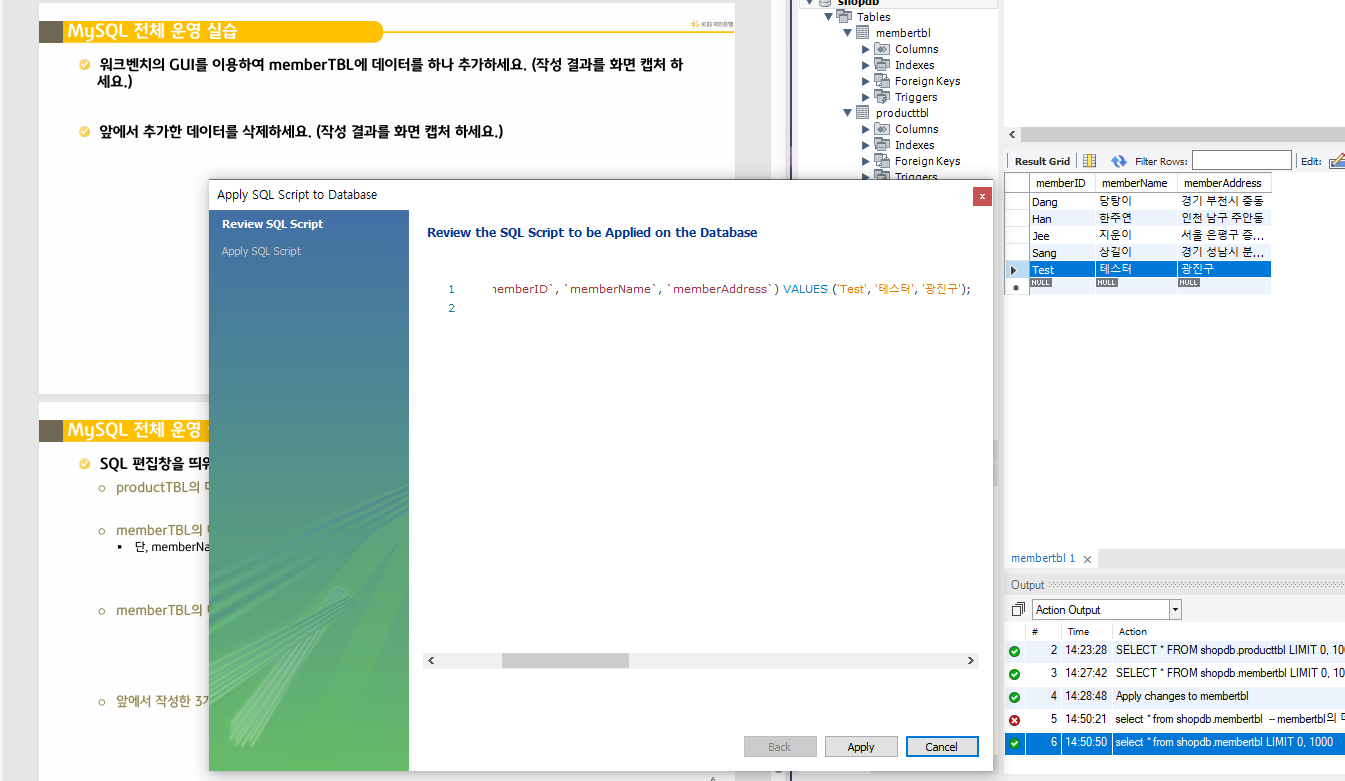 MySQL 전체 운영 실습
KB 국민은행
워크벤치의 GUI를 이용하여 memberTBL에 데이터를 하나 추가하세요. (작성 결과를 화면 캡처 하
세요.)
앞에서 추가한 데이터를 삭제하세요. (작성 결과를 화면 캡처 하세요.)
MySQL 전체 운영
SQL 편집창을 띄우
productTBL의
memberTBL의
단, memberNa
memberTBL의
앞에서 작성한 3
6
shopdb
Tables
membertbl
Columns
Indexes
Foreign Keys
Triggers
producttbl
Columns
Indexes
Foreign Keys
Triggers
Apply SQL Script to Database
x
Review SQL Script
Apply SQL Script
Review the SQL Script to be Applied on the Database
1 memberID`, `memberName`, `memberAddress`) VALUES ('Test', '테스터', '광진구');
2
Back Apply Cancel
Result Grid Filter Rows: Edit:
memberID memberName memberAddress
Dang 당탕이 경기 부천시 중동
Han 한주연 인천 남구 주안동
Jee 지운이 서울 은평구 증...
Sang 상길이 경기 성남시 분...
Test 테스터 광진구
NULL NULL NULL
membertbl 1
Output
Action Output
# Time Action
2 14:23:28 SELECT * FROM shopdb.producttbl LIMIT 0, 100
3 14:27:42 SELECT * FROM shopdb.membertbl LIMIT 0, 10
4 14:28:48 Apply changes to membertbl
5 14:50:21 select * from shopdb.membertbl -- membertbl의
6 14:50:50 select * from shopdb.membertbl LIMIT 0, 1000